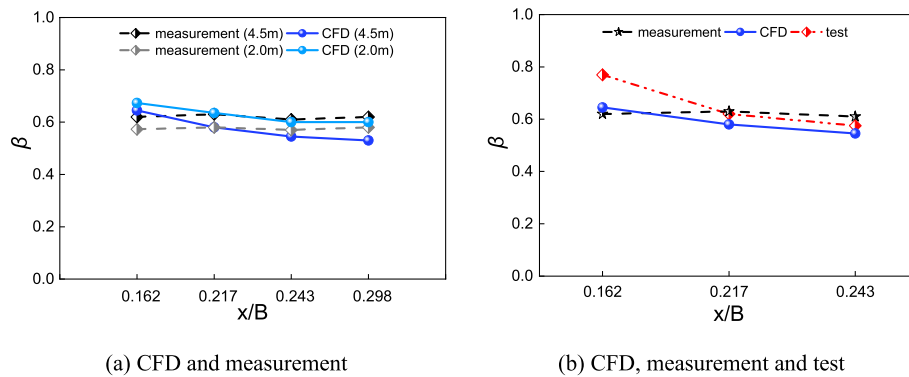 1.0
0.8
0.6
0.4
0.2
0.0
β
measurement (4.5m) CFD (4.5m)
measurement (2.0m) CFD (2.0m)
0.162 0.217 0.243 0.298
x/B
(a) CFD and measurement
1.0
0.8
0.6
0.4
0.2
0.0
β
measurement CFD test
0.162 0.217 0.243
x/B
(b) CFD, measurement and test